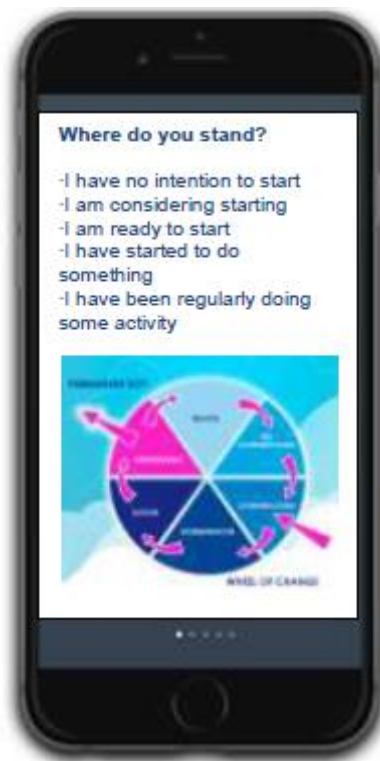 Where do you stand?
-I have no intention to start
-I am considering starting
-I am ready to start
-I have started to do
something
-I have been regularly doing
some activity
WHEEL OF CHANGE